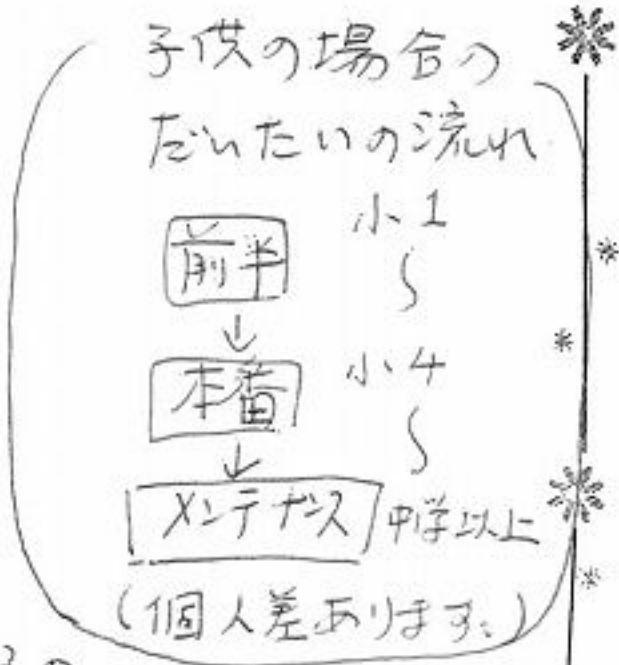 子供の場合の
だいたいの流れ
前半 小1
↓ 〜
本番 小4
↓ 〜
メンテナンス 中学以上
(個人差あります。)